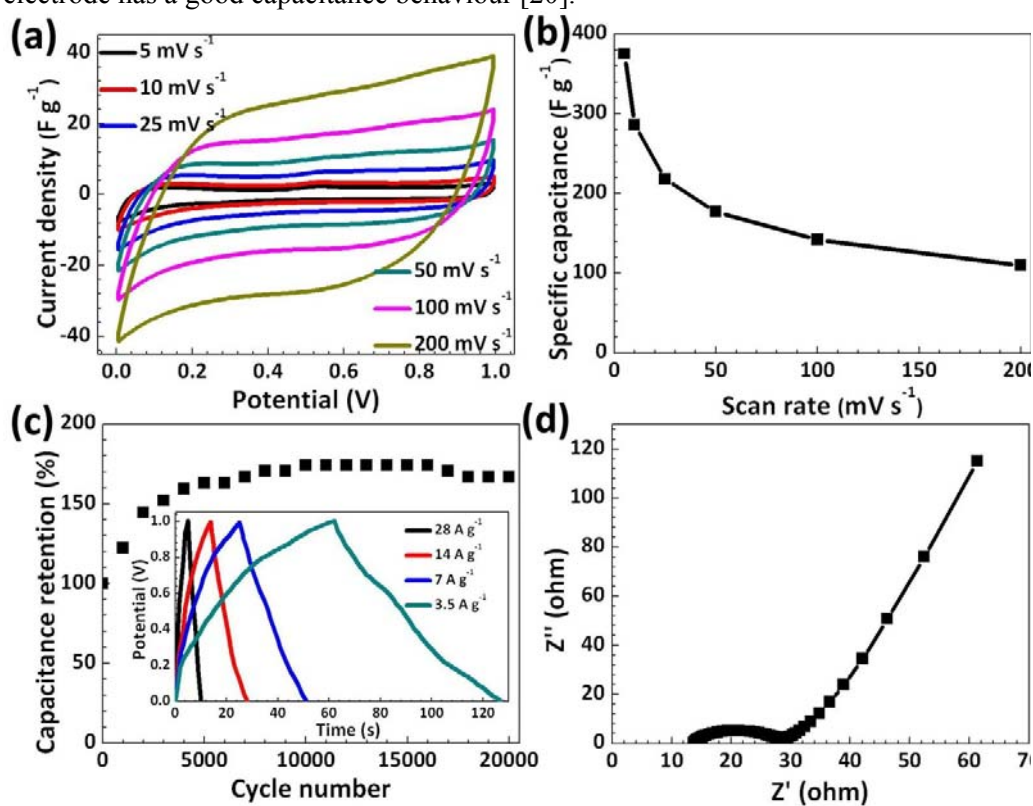 electrode has a good capacitance behaviour [20].
(a)
5 mV s⁻¹
10 mV s⁻¹
25 mV s⁻¹
50 mV s⁻¹
100 mV s⁻¹
200 mV s⁻¹
Current density (F g⁻¹)
40
20
0
-20
-40
0.0 0.2 0.4 0.6 0.8 1.0
Potential (V)
(b)
Specific capacitance (F g⁻¹)
400
300
200
100
0
50 100 150 200
Scan rate (mV s⁻¹)
(c)
Capacitance retention (%)
200
150
100
50
0
0 5000 10000 15000 20000
Cycle number
28 A g⁻¹
14 A g⁻¹
7 A g⁻¹
3.5 A g⁻¹
Potential (V)
1.0
0.8
0.6
0.4
0.2
0.0
0 20 40 60 80 100 120
Time (s)
(d)
Z'' (ohm)
120
100
80
60
40
20
0
0 10 20 30 40 50 60 70
Z' (ohm)